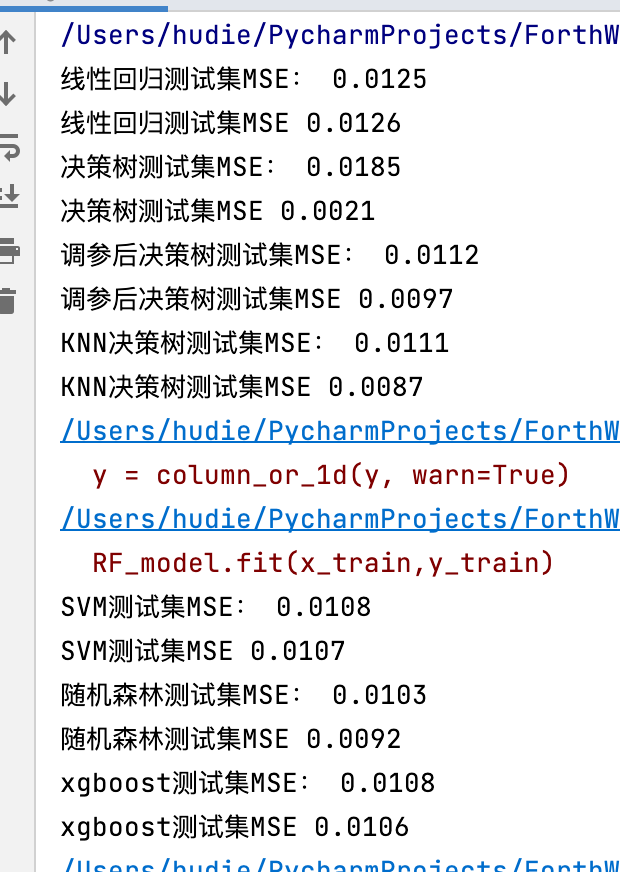 /Users/hudie/PycharmProjects/ForthW
线性回归测试集MSE： 0.0125
线性回归测试集MSE 0.0126
决策树测试集MSE： 0.0185
决策树测试集MSE 0.0021
调参后决策树测试集MSE： 0.0112
调参后决策树测试集MSE 0.0097
KNN决策树测试集MSE： 0.0111
KNN决策树测试集MSE 0.0087
/Users/hudie/PycharmProjects/ForthW
y = column_or_1d(y, warn=True)
/Users/hudie/PycharmProjects/ForthW
RF_model.fit(x_train,y_train)
SVM测试集MSE： 0.0108
SVM测试集MSE 0.0107
随机森林测试集MSE： 0.0103
随机森林测试集MSE 0.0092
xgboost测试集MSE： 0.0108
xgboost测试集MSE 0.0106
/Users/hudie/PycharmProjects/ForthW